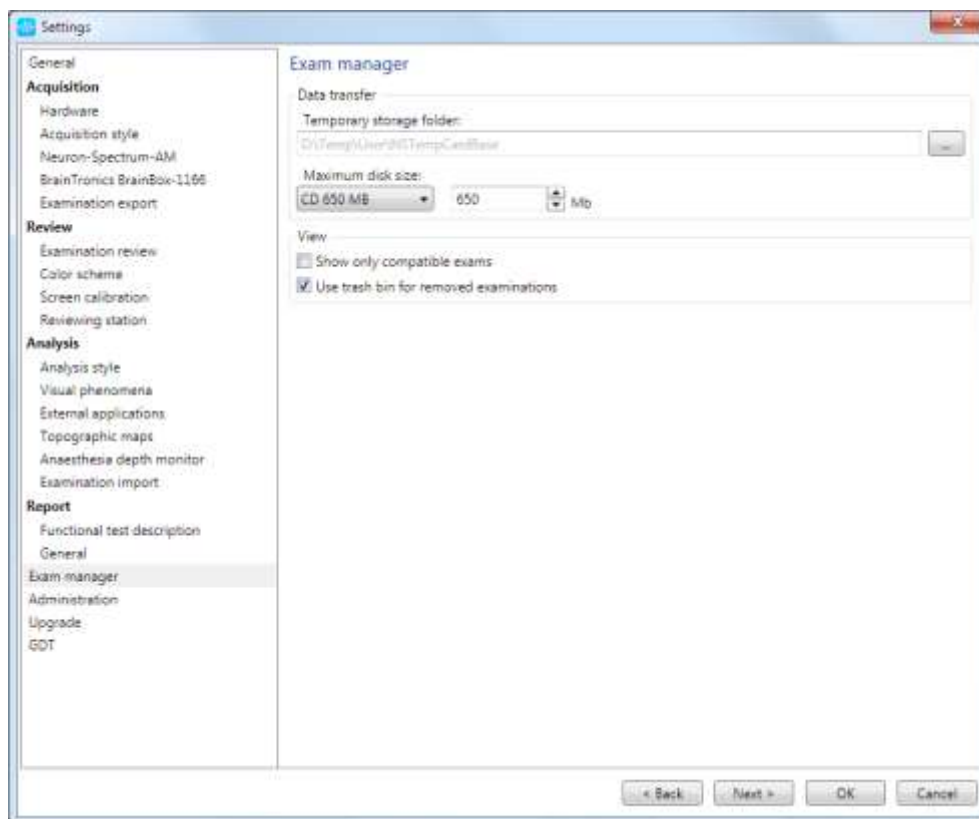 Settings
General
Acquisition
Hardware
Acquisition style
Neuron-Spectrum-AM
BrainTronics BrainBox-1166
Examination export
Review
Examination review
Color scheme
Screen calibration
Reviewing station
Analysis
Analysis style
Visual phenomena
External applications
Topographic maps
Anaesthesia depth monitor
Examination import
Report
Functional test description
General
Exam manager
Administration
Upgrade
GDT
Exam manager
Data transfer
Temporary storage folder:
D:\Temp\User\NSTempCardBase
...
Maximum disk size:
CD 650 MB 650 Mb
View
Show only compatible exams
Use trash bin for removed examinations
< Back Next > OK Cancel